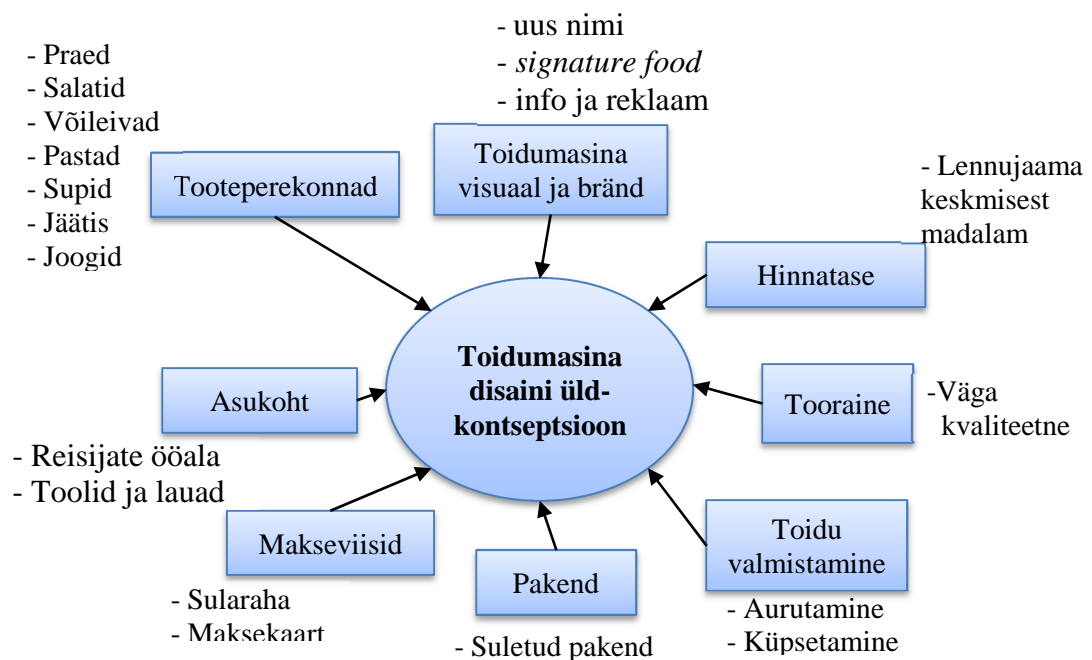 - Praed
- Salatid
- Võileivad
- Pastad
- Supid
- Jäätis
- Joogid
Tooteperekonnad
- uus nimi
- signature food
- info ja reklaam
Toidumasina
visuaal ja bränd
- Lennujaama
keskmisest
madalam
Hinnatase
Toidumasina
disaini üld-
kontseptsioon
Asukoht
- Reisijate ööala
- Toolid ja lauad
Tooraine
-Väga
kvaliteetne
Makseviisid
- Sularaha
- Maksekaart
Pakend
- Suletud pakend
Toidu
valmistamine
- Aurutamine
- Küpsetamine